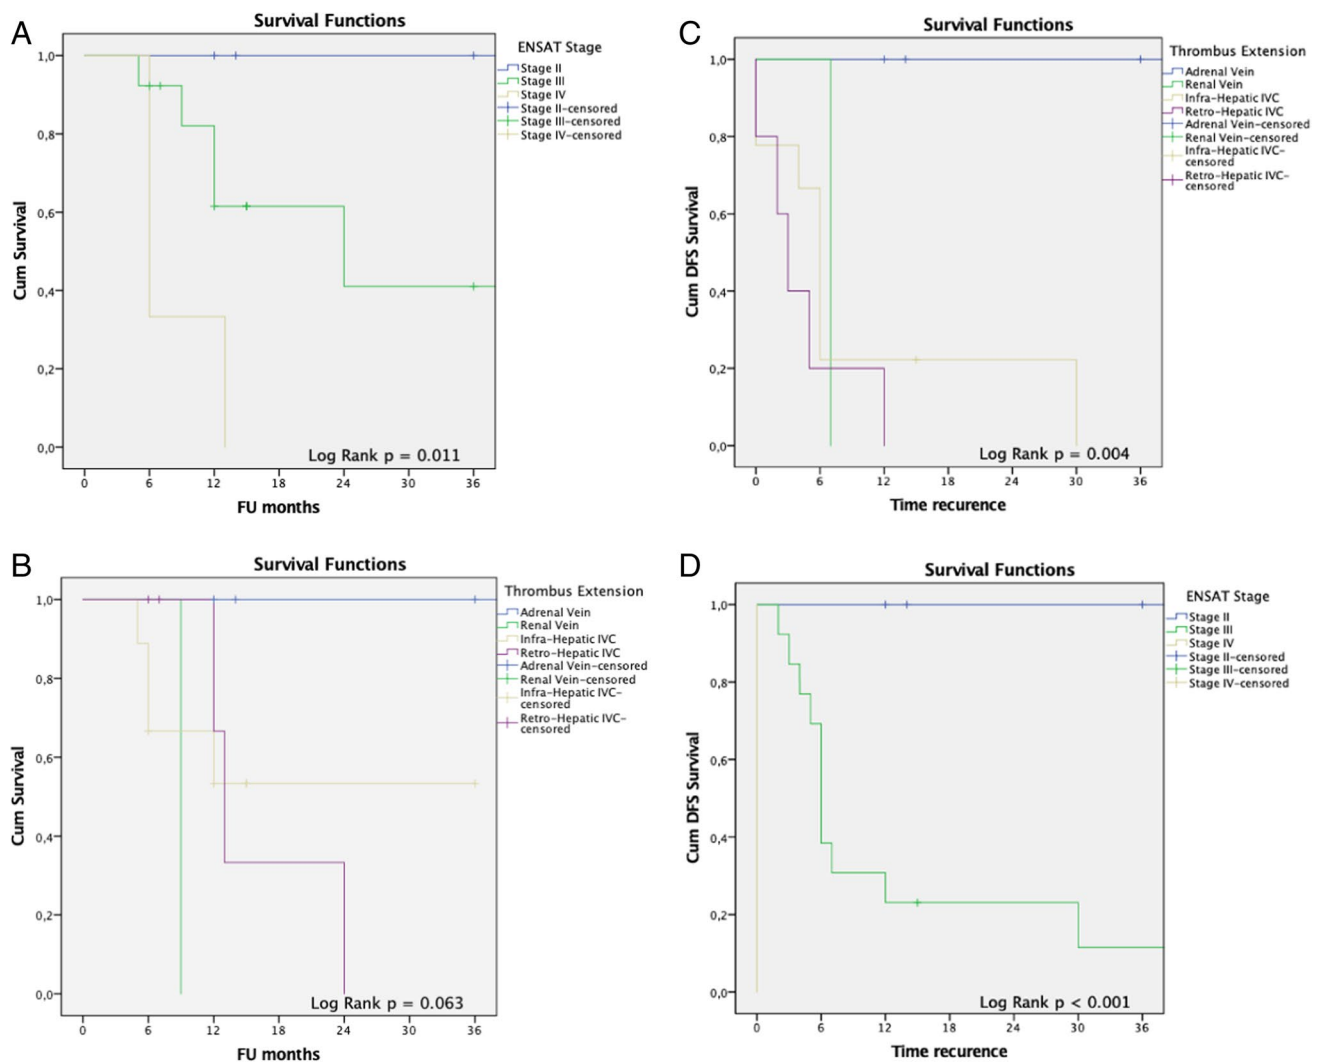 A
Survival Functions
Cum Survival
1,0
0,8
0,6
0,4
0,2
0,0
0 6 12 18 24 30 36
FU months
Log Rank p = 0.011
ENSAT Stage
Stage II
Stage III
Stage IV
Stage II-censored
Stage III-censored
Stage IV-censored
C
Survival Functions
Cum DFS Survival
1,0
0,8
0,6
0,4
0,2
0,0
0 6 12 18 24 30 36
Time recurence
Log Rank p = 0.004
Thrombus Extension
Adrenal Vein
Renal Vein
Infra-Hepatic IVC
Retro-Hepatic IVC
Adrenal Vein-censored
Renal Vein-censored
Infra-Hepatic IVC-
censored
Retro-Hepatic IVC-
censored
B
Survival Functions
Cum Survival
1,0
0,8
0,6
0,4
0,2
0,0
0 6 12 18 24 30 36
FU months
Log Rank p = 0.063
Thrombus Extension
Adrenal Vein
Renal Vein
Infra-Hepatic IVC
Retro-Hepatic IVC
Adrenal Vein-censored
Renal Vein-censored
Infra-Hepatic IVC-
censored
Retro-Hepatic IVC-
censored
D
Survival Functions
Cum DFS Survival
1,0
0,8
0,6
0,4
0,2
0,0
0 6 12 18 24 30 36
Time recurence
Log Rank p < 0.001
ENSAT Stage
Stage II
Stage III
Stage IV
Stage II-censored
Stage III-censored
Stage IV-censored